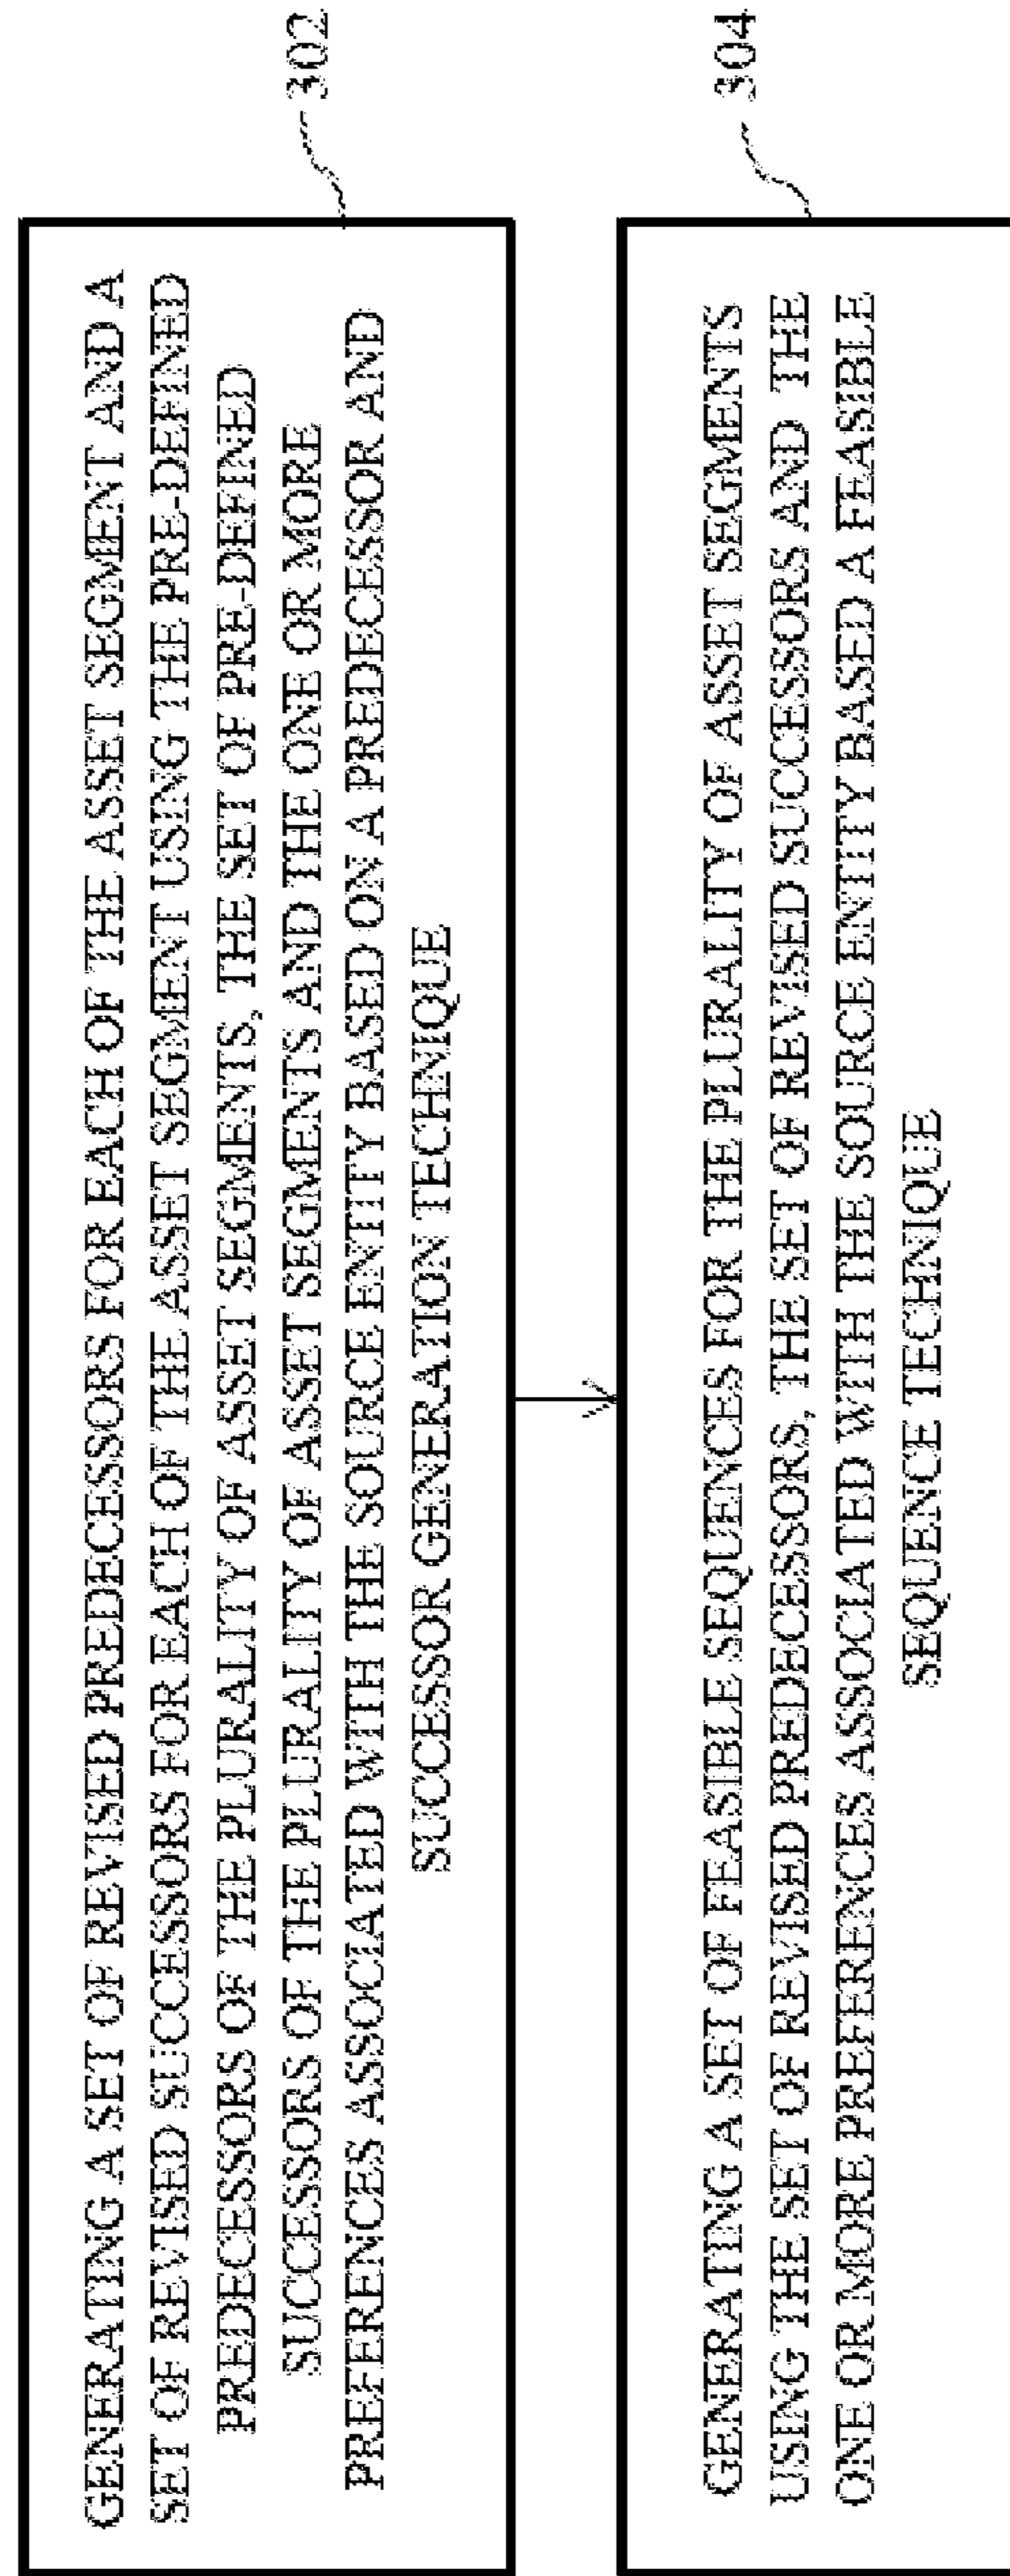 GENERATING A SET OF REVISED PREDECESSORS FOR EACH OF THE ASSET SEGMENT AND A
SET OF REVISED SUCCESSORS FOR EACH OF THE ASSET SEGMENT USING THE PRE-DEFINED
PREDECESSORS OF THE PLURALITY OF ASSET SEGMENTS, THE SET OF PRE-DEFINED
SUCCESSORS OF THE PLURALITY OF ASSET SEGMENTS AND THE ONE OR MORE
PREFERENCES ASSOCIATED WITH THE SOURCE ENTITY BASED ON A PREDECESSOR AND
SUCCESSOR GENERATION TECHNIQUE
302
GENERATING A SET OF FEASIBLE SEQUENCES FOR THE PLURALITY OF ASSET SEGMENTS
USING THE SET OF REVISED PREDECESSORS, THE SET OF REVISED SUCCESSORS AND THE
ONE OR MORE PREFERENCES ASSOCIATED WITH THE SOURCE ENTITY BASED A FEASIBLE
SEQUENCE TECHNIQUE
304